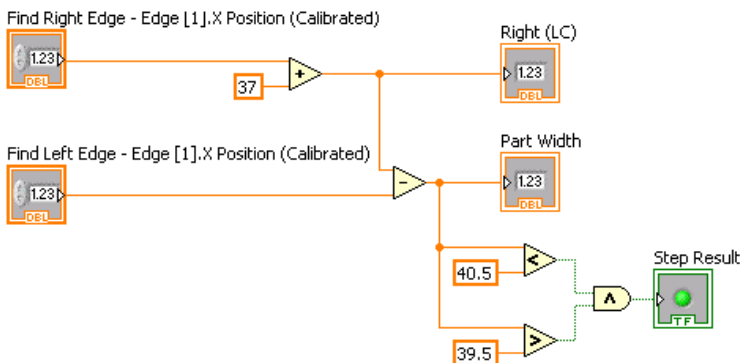 Find Right Edge - Edge [1].X Position (Calibrated)
Right (LC)
1.23
DBL
+
1.23
DBL
37
Find Left Edge - Edge [1].X Position (Calibrated)
Part Width
1.23
DBL
-
1.23
DBL
<
40.5
Step Result
∧
TF
>
39.5